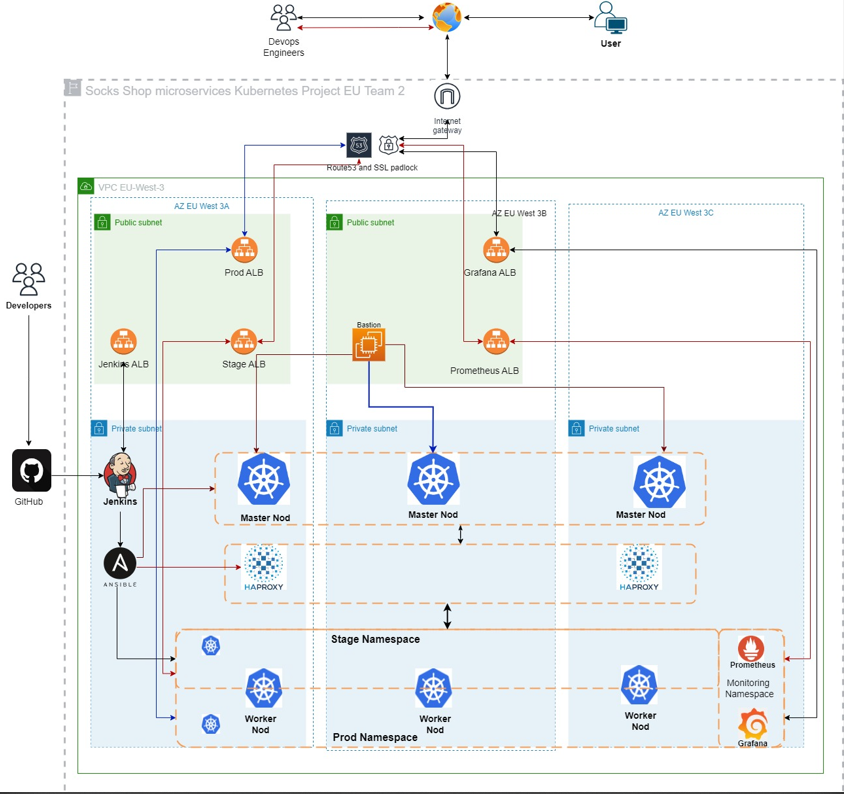 Devops
Engineers
User
Socks Shop microservices Kubernetes Project EU Team 2
Internet
gateway
53
Route53 and SSL padlock
VPC EU-West-3
AZ EU West 3A
AZ EU West 3B
AZ EU West 3C
Public subnet
Public subnet
Prod ALB
Grafana ALB
Developers
Bastion
Jenkins ALB
Stage ALB
Prometheus ALB
Private subnet
Private subnet
Private subnet
GitHub
Jenkins
Master Nod
Master Nod
Master Nod
A
ANSIBLE
HAPROXY
HAPROXY
Stage Namespace
Prometheus
Monitoring
Namespace
Worker
Nod
Worker
Nod
Worker
Nod
Prod Namespace
Grafana